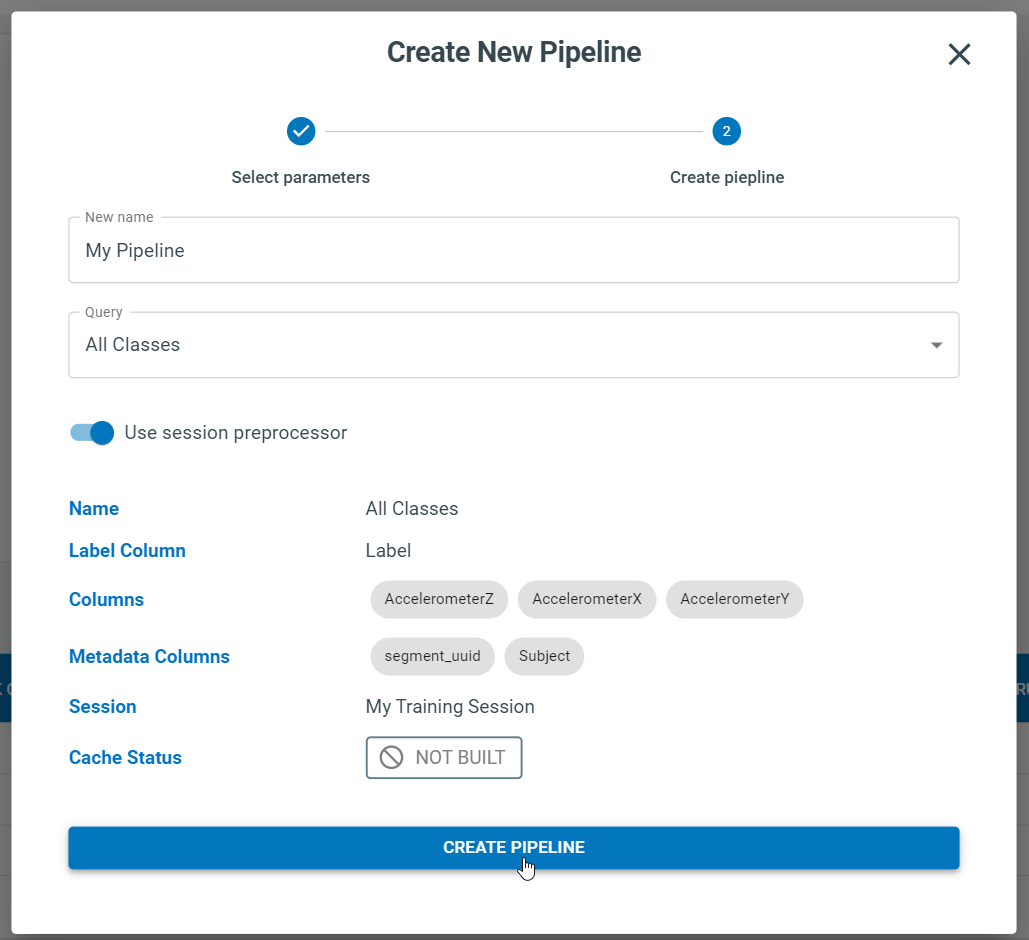 Create New Pipeline
2
Select parameters
Create piepline
New name
My Pipeline
Query
All Classes
Use session preprocessor
Name All Classes
Label Column Label
Columns AccelerometerZ AccelerometerX AccelerometerY
Metadata Columns segment_uuid Subject
Session My Training Session
Cache Status NOT BUILT
CREATE PIPELINE